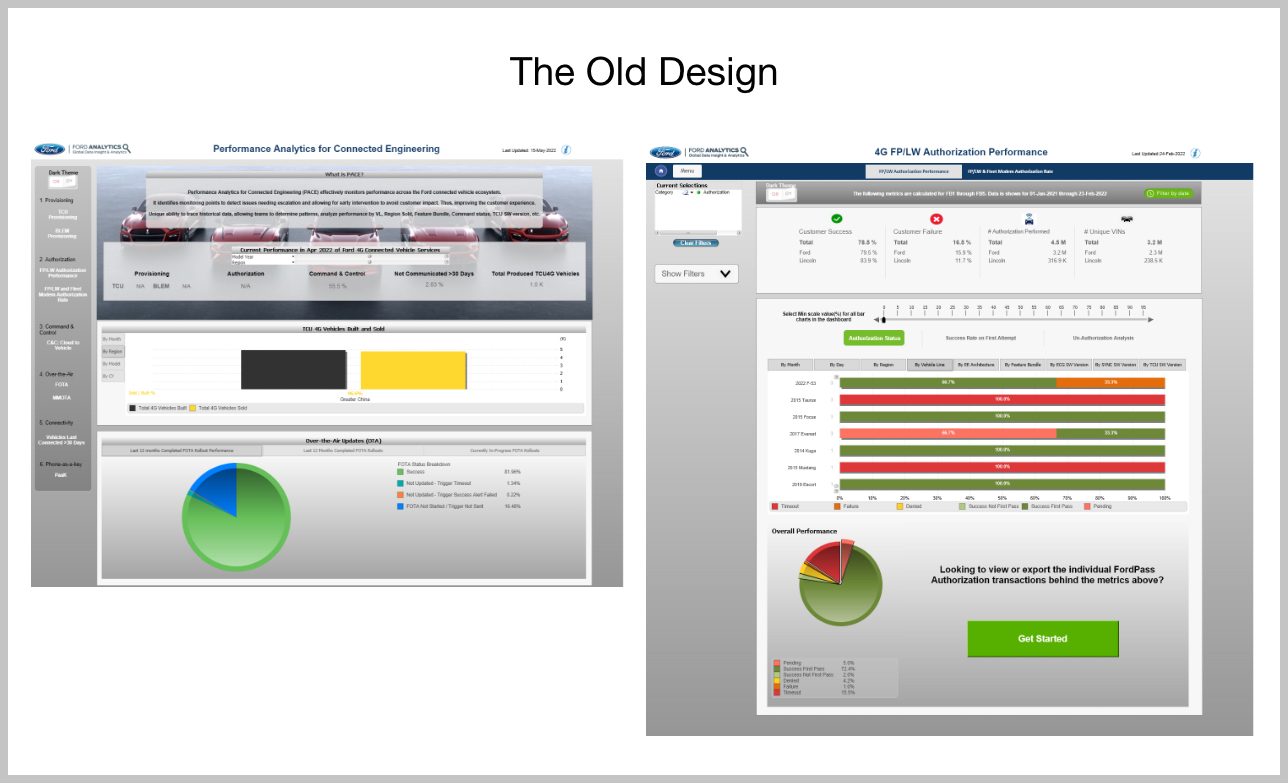 The Old Design
Ford
FORD ANALYTICS
Global Data Insight & Analytics
Performance Analytics for Connected Engineering
Last Updated: 15-May-2022
Dark Theme
1. Provisioning
TCU
Provisioning
BLEM
Provisioning
2. Authorization
FP/LW Authorization
Performance
FP/LW and Fleet
Modem Authorization
Rate
3. Command &
Control
C&C: Cloud to
Vehicle
4. Over-the-Air
FOTA
MMOTA
5. Connectivity
Vehicles Last
Connected >30 Days
6. Phone-as-a-key
PaaK
What is PACE?
Performance Analytics for Connected Engineering (PACE) effectively monitors performance across the Ford connected vehicle ecosystem.
It identifies monitoring points to detect issues needing escalation and allowing for early intervention to avoid customer impact. Thus, improving the customer experience.
Unique ability to trace historical data, allowing teams to determine patterns, analyze performance by VL, Region Sold, Feature Bundle, Command status, TCU SW version, etc.
Current Performance in Apr 2022 of Ford 4G Connected Vehicle Services
Model Year
Region
Provisioning
Authorization
Command & Control
Not Communicated >30 Days
Total Produced TCU4G Vehicles
TCU N/A BLEM N/A
N/A
55.5 %
2.93 %
1.0 K
TCU 4G Vehicles Built and Sold
By Month
By Region
By Model
By EX
(K)
5
4
3
2
1
0
Greater China
Total 4G Vehicles Built Total 4G Vehicles Sold
Over-the-Air Updates (OTA)
Last 12 months Completed FOTA Rollout Performance
Last 12 Months Completed FOTA Rollouts
Currently In-Progress FOTA Rollouts
FOTA Status Breakdown
Success 81.96%
Not Updated - Trigger Timeout 1.34%
Not Updated - Trigger Success Alert Failed 0.22%
FOTA Not Started / Trigger Not Sent 16.48%
Ford
FORD ANALYTICS
Global Data Insight & Analytics
4G FP/LW Authorization Performance
Last Updated:24-Feb-2022
Menu
FP/LW Authorization Performance
FP/LW & Fleet Modem Authorization Rate
Current Selections
Category Authorization
Clear Filters
Show Filters
Dark Theme
The following metrics are calculated for FD1 through FD5. Data is shown for 01-Jan-2021 through 23-Feb-2022
Filter by date
Customer Success
Total 78.8 %
Ford 79.5 %
Lincoln 83.9 %
Customer Failure
Total 16.8 %
Ford 15.9 %
Lincoln 11.7 %
# Authorization Performed
Total 4.8 M
Ford 3.2 M
Lincoln 316.9 K
# Unique VINs
Total 2.2 M
Ford 2.3 M
Lincoln 238.5 K
Select Min scale value(%) for all bar
charts in the dashboard
0 5 10 15 20 25 30 35 40 45 50 55 60 65 70 75 80 85 90 95
Authorization Status
Success Rate on First Attempt
Un-Authorization Analysis
By Month
By Day
By Region
By Vehicle Line
By EE Architecture
By Feature Bundle
By ECG SW Version
By SYNC SW Version
By TCU SW Version
2022 F-53 66.7% 33.3%
2015 Taurus 100.0%
2015 Focus 100.0%
2017 Everest 66.7% 33.3%
2014 Kuga 100.0%
2015 Mustang 100.0%
2019 Escort 100.0%
0% 10% 20% 30% 40% 50% 60% 70% 80% 90% 100%
Timeout Failure Denied Success Not First Pass Success First Pass Pending
Overall Performance
Looking to view or export the individual FordPass
Authorization transactions behind the metrics above?
Get Started
Pending 5.6%
Success First Pass 72.4%
Success Not First Pass 2.0%
Denied 4.2%
Failure
Timeout 15.5%